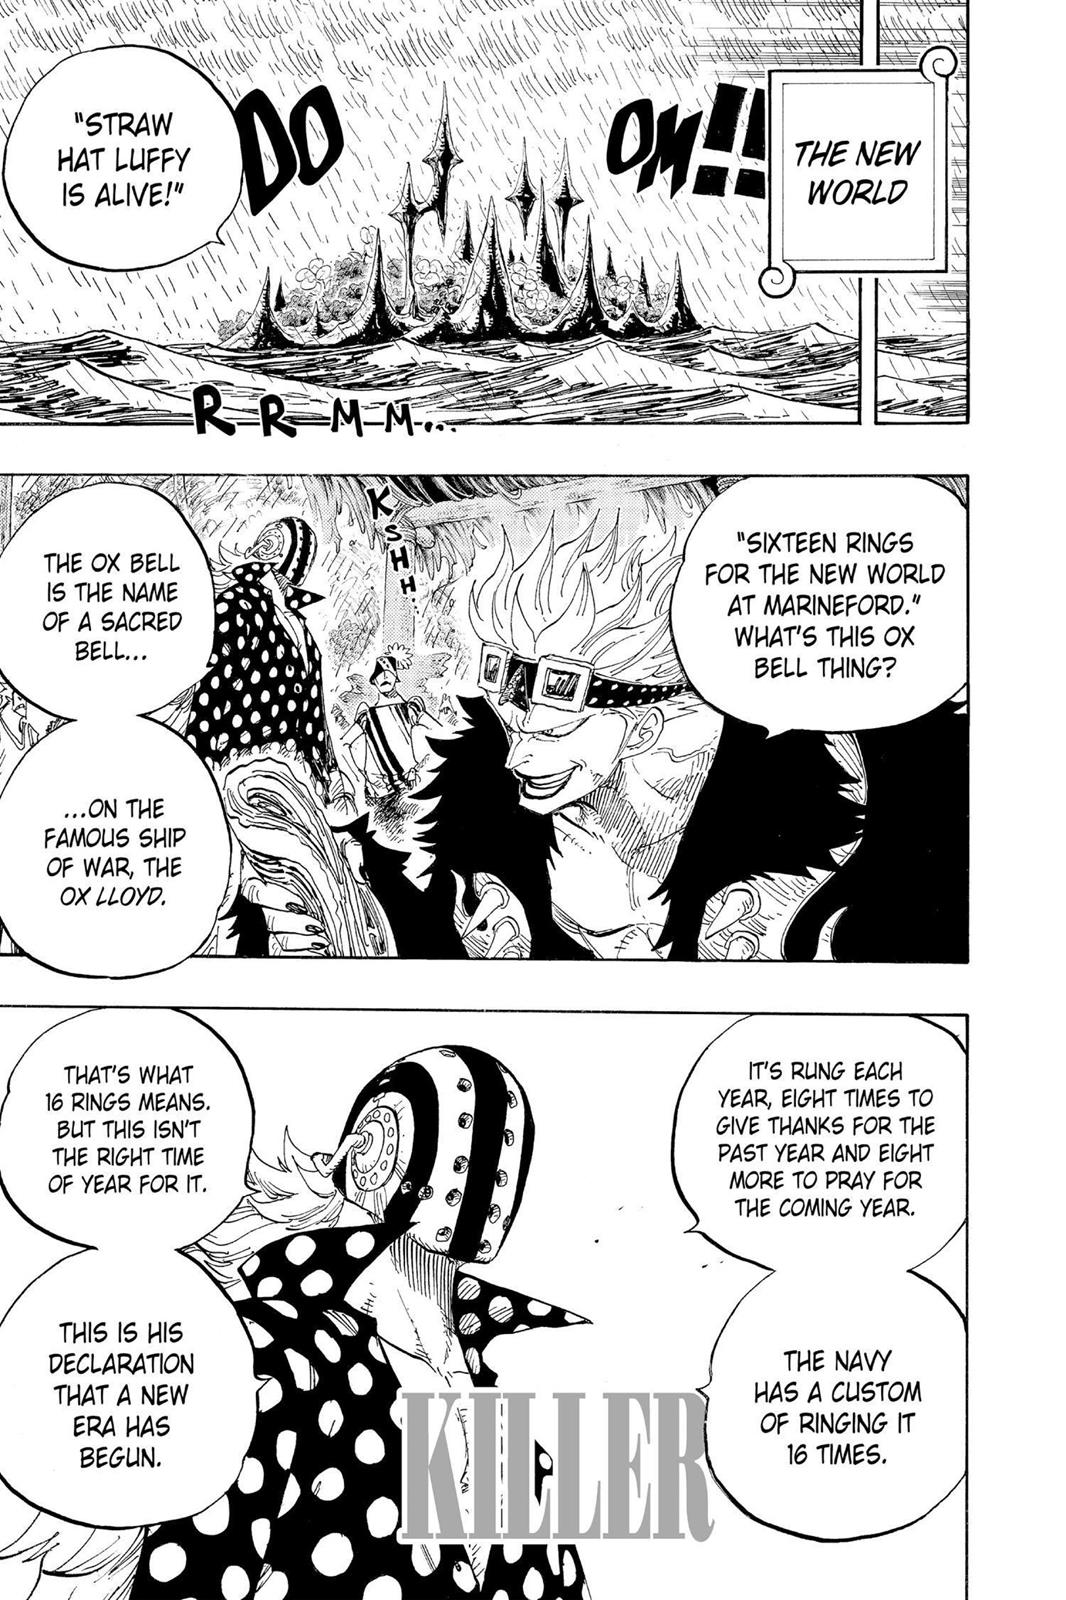 THE NEW
WORLD
DOOM!!
"STRAW
HAT LUFFY
IS ALIVE!"
RRMM...
"SIXTEEN RINGS
FOR THE NEW WORLD
AT MARINEFORD."
WHAT'S THIS OX
BELL THING?
KSHH...
THE OX BELL
IS THE NAME
OF A SACRED
BELL...
...ON THE
FAMOUS SHIP
OF WAR, THE
OX LLOYD.
IT'S RUNG EACH
YEAR, EIGHT TIMES TO
GIVE THANKS FOR THE
PAST YEAR AND EIGHT
MORE TO PRAY FOR
THE COMING YEAR.
THE NAVY
HAS A CUSTOM
OF RINGING IT
16 TIMES.
THAT'S WHAT
16 RINGS MEANS.
BUT THIS ISN'T
THE RIGHT TIME
OF YEAR FOR IT.
THIS IS HIS
DECLARATION
THAT A NEW
ERA HAS
BEGUN.
KILLER